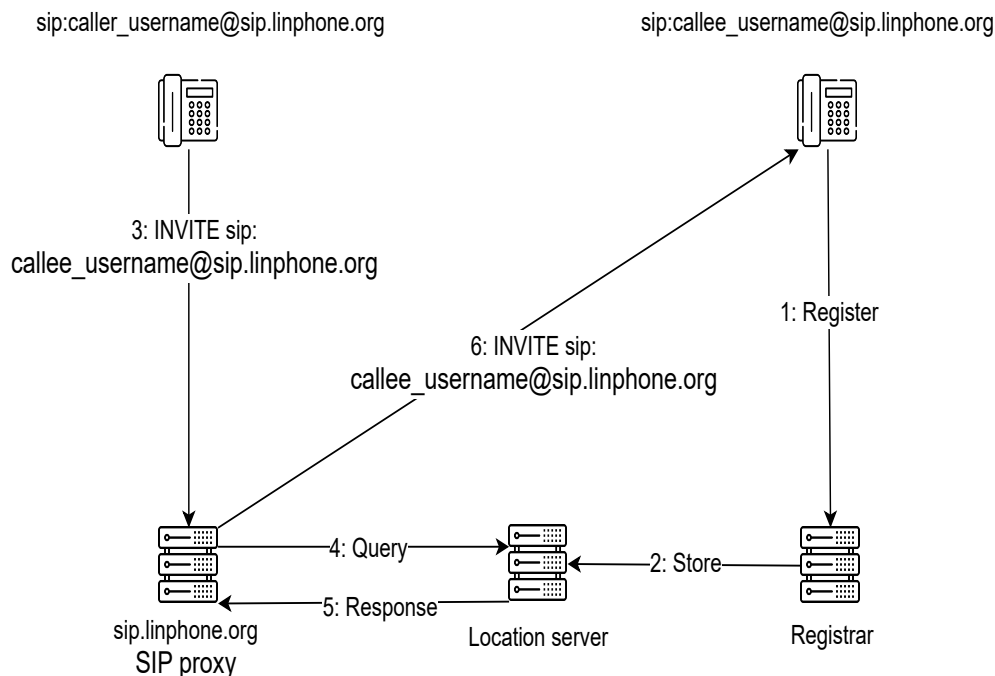 sip:caller_username@sip.linphone.org
sip:callee_username@sip.linphone.org
3: INVITE sip:
callee_username@sip.linphone.org
1: Register
6: INVITE sip:
callee_username@sip.linphone.org
4: Query
2: Store
5: Response
sip.linphone.org
SIP proxy
Location server
Registrar